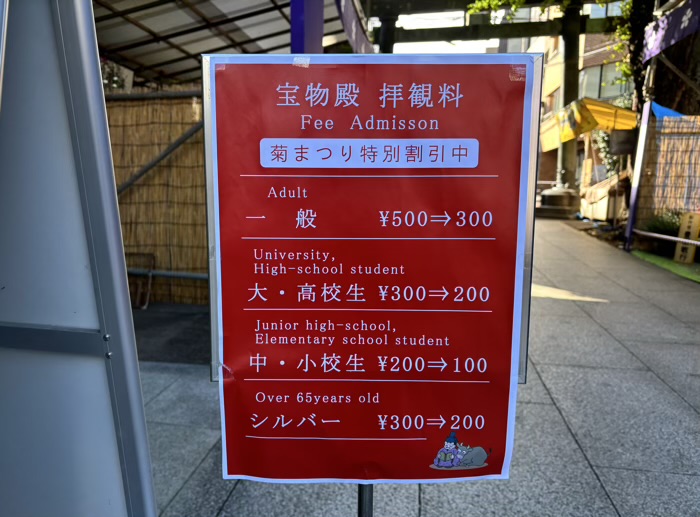 宝物殿 拝観料
Fee Admisson
菊まつり特別割引中
Adult
一 般 ¥500⇒300
University,
High-school student
大・高校生 ¥300⇒200
Junior high-school,
Elementary school student
中・小校生 ¥200⇒100
Over 65years old
シルバー ¥300⇒200